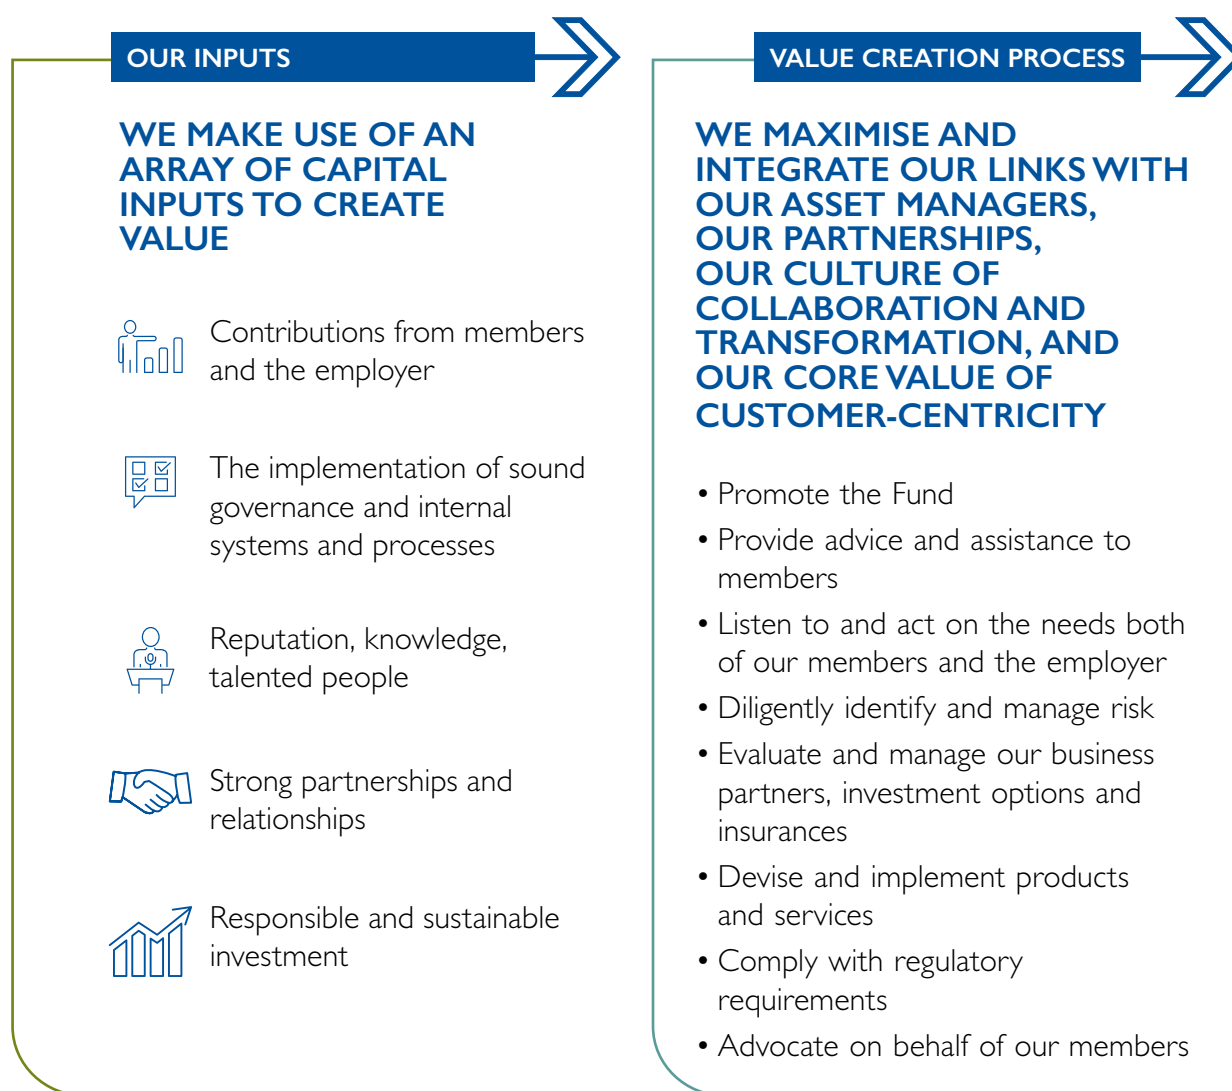 OUR INPUTS
WE MAKE USE OF AN
ARRAY OF CAPITAL
INPUTS TO CREATE
VALUE
Contributions from members
and the employer
The implementation of sound
governance and internal
systems and processes
Reputation, knowledge,
talented people
Strong partnerships and
relationships
Responsible and sustainable
investment
VALUE CREATION PROCESS
WE MAXIMISE AND
INTEGRATE OUR LINKS WITH
OUR ASSET MANAGERS,
OUR PARTNERSHIPS,
OUR CULTURE OF
COLLABORATION AND
TRANSFORMATION, AND
OUR CORE VALUE OF
CUSTOMER-CENTRICITY
• Promote the Fund
• Provide advice and assistance to
members
• Listen to and act on the needs both
of our members and the employer
• Diligently identify and manage risk
• Evaluate and manage our business
partners, investment options and
insurances
• Devise and implement products
and services
• Comply with regulatory
requirements
• Advocate on behalf of our members